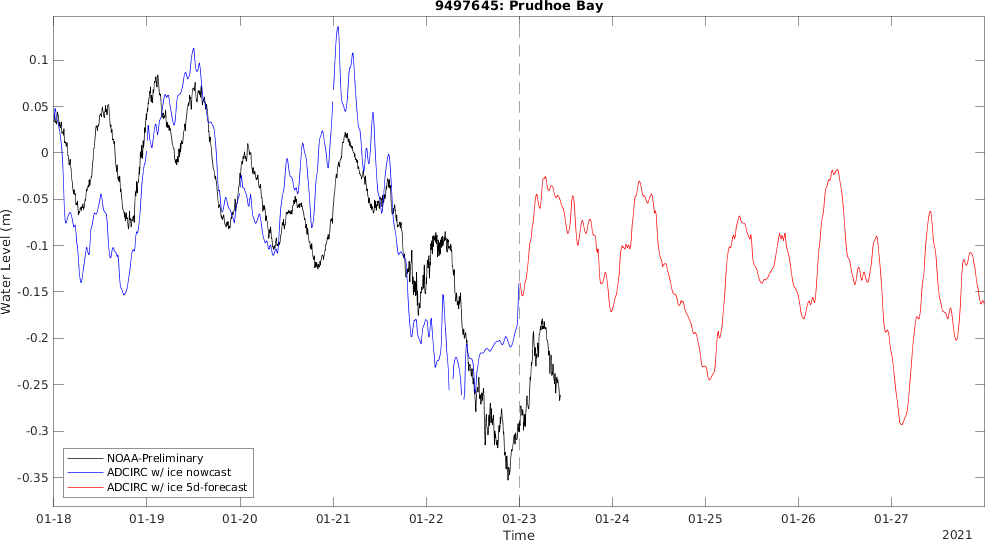 9497645: Prudhoe Bay
0.1
0.05
0
-0.05
-0.1
-0.15
-0.2
-0.25
-0.3
-0.35
Water Level (m)
NOAA-Preliminary
ADCIRC w/ ice nowcast
ADCIRC w/ ice 5d-forecast
01-18 01-19 01-20 01-21 01-22 01-23 01-24 01-25 01-26 01-27
Time
2021